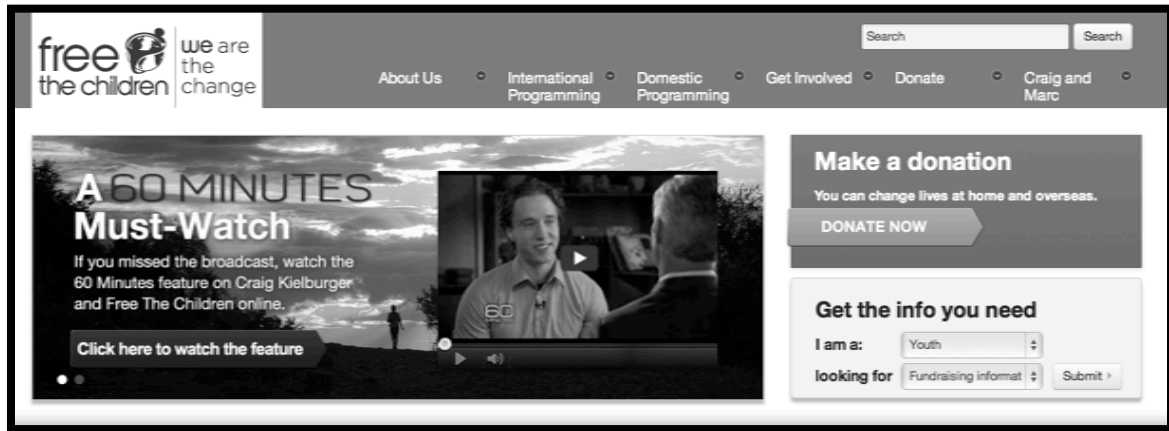 free
the children
we are
the
change
Search
Search
About Us
International
Programming
Domestic
Programming
Get Involved
Donate
Craig and
Marc
A 60 MINUTES
Must-Watch
If you missed the broadcast, watch the
60 Minutes feature on Craig Kielburger
and Free The Children online.
Click here to watch the feature
60
Make a donation
You can change lives at home and overseas.
DONATE NOW
Get the info you need
I am a:
Youth
looking for
Fundraising informat
Submit